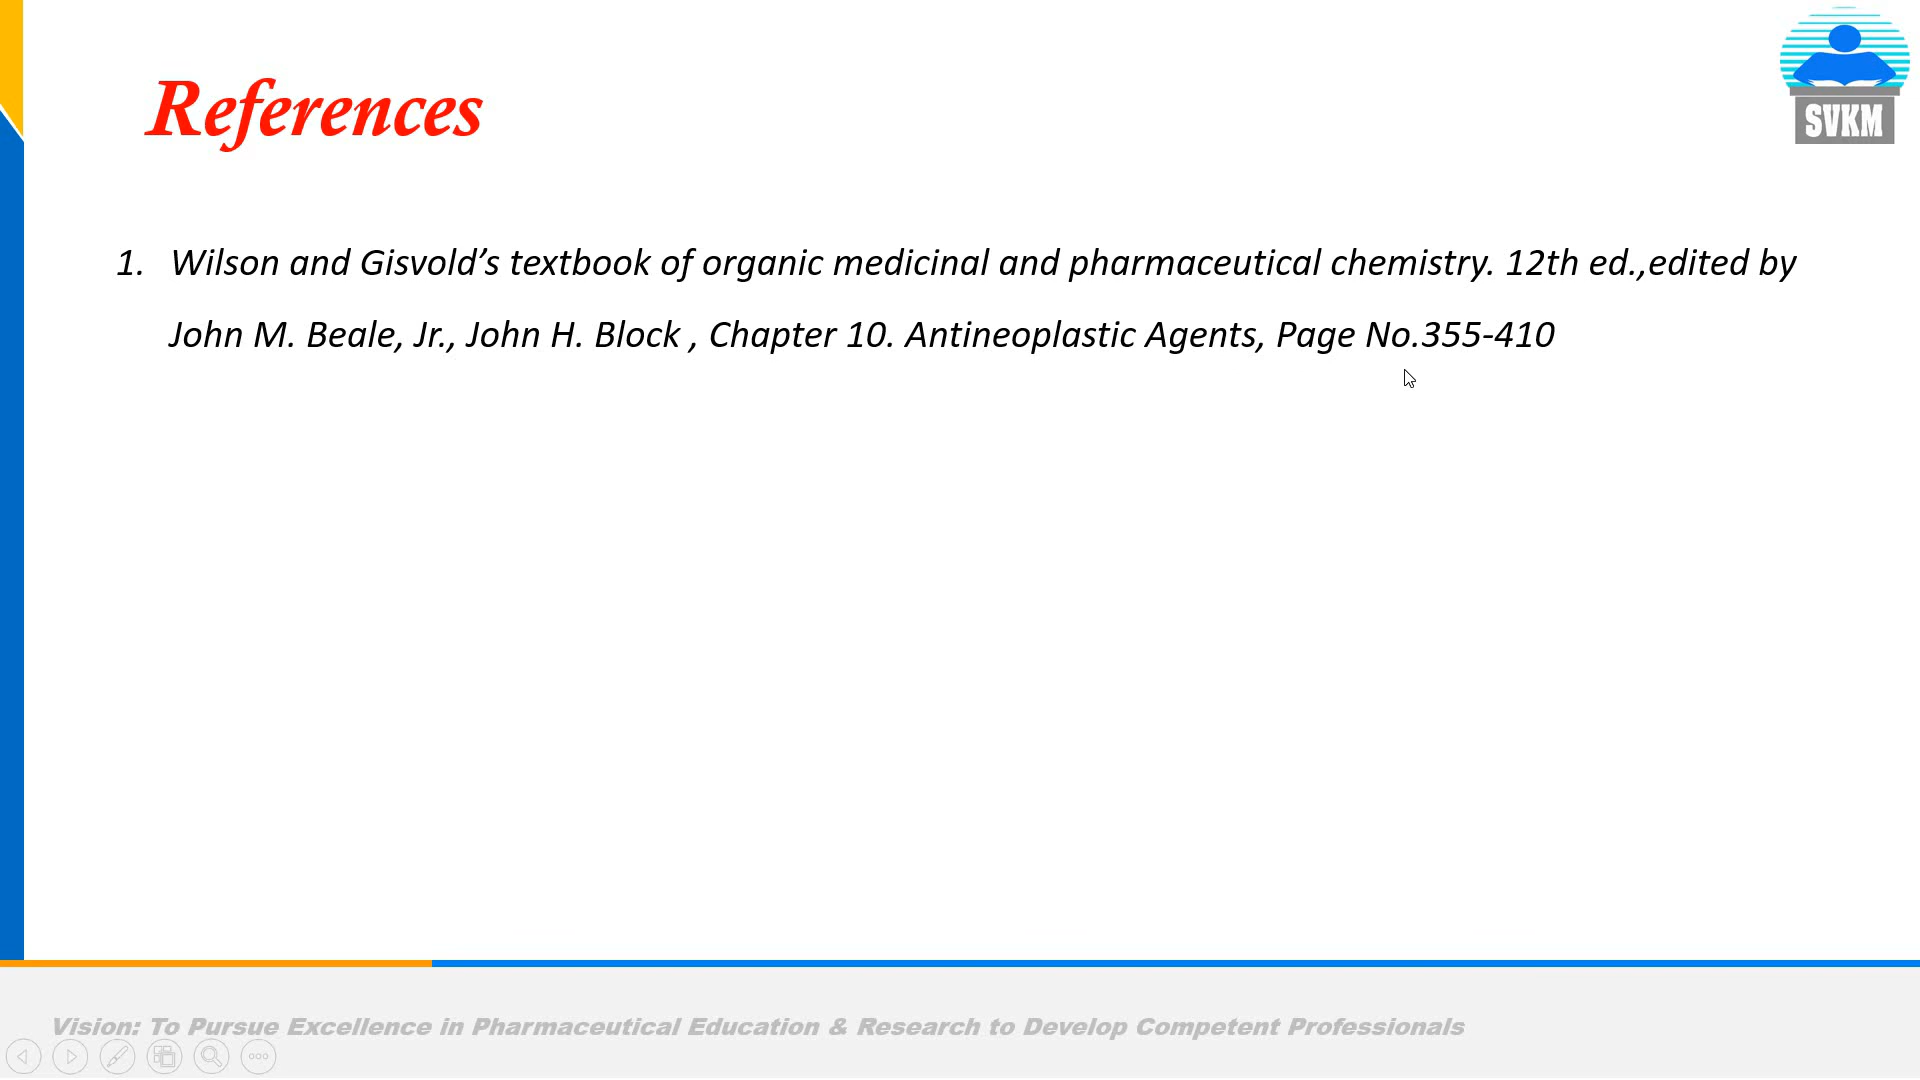 References
SVKM
1. Wilson and Gisvold’s textbook of organic medicinal and pharmaceutical chemistry. 12th ed.,edited by
John M. Beale, Jr., John H. Block , Chapter 10. Antineoplastic Agents, Page No.355-410
Vision: To Pursue Excellence in Pharmaceutical Education & Research to Develop Competent Professionals